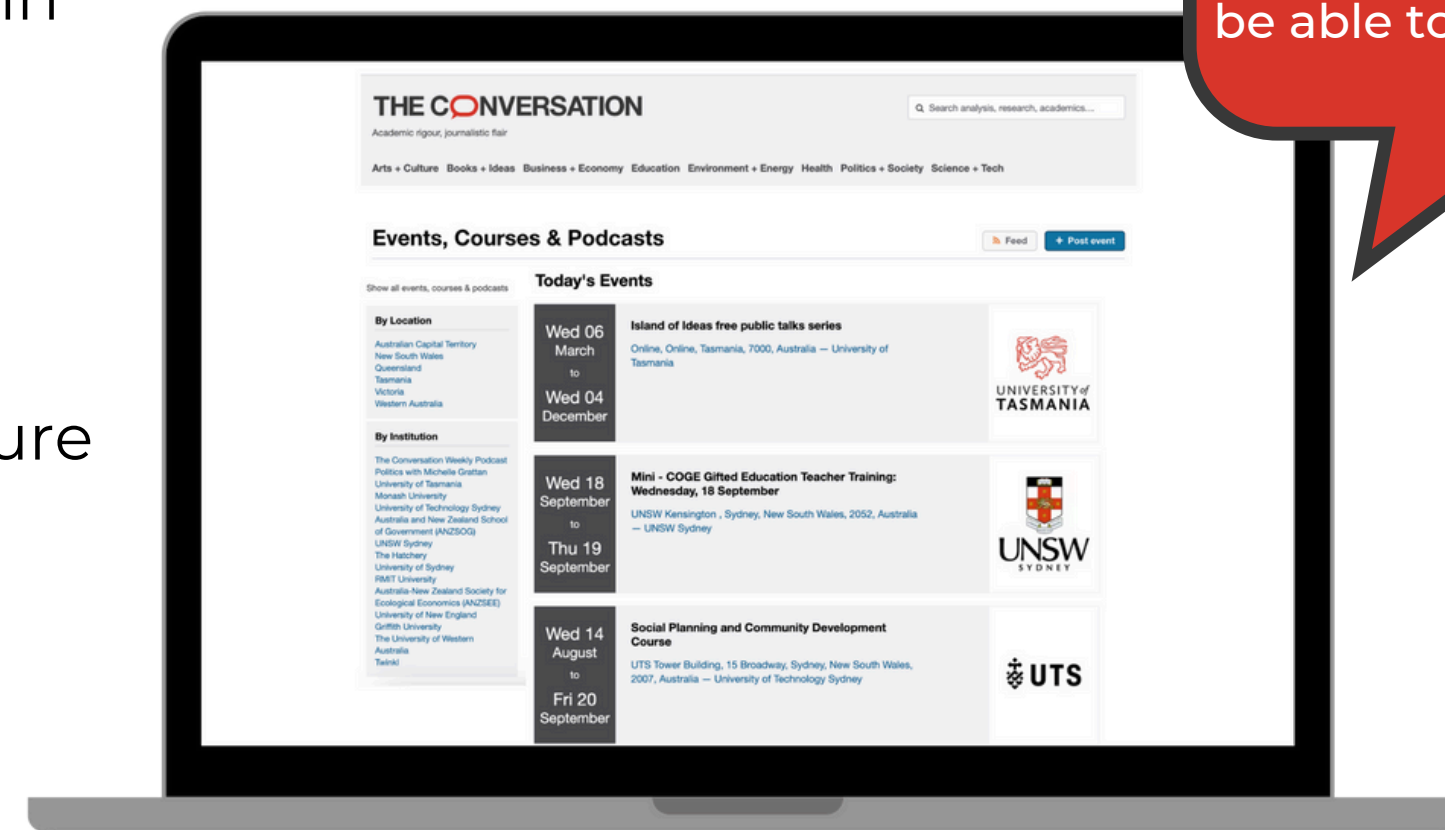 in
be able to
THE CONVERSATION
Academic rigour, journalistic flair
Search analysis, research, academics...
Arts + Culture Books + Ideas Business + Economy Education Environment + Energy Health Politics + Society Science + Tech
Events, Courses & Podcasts
Feed
+ Post event
Show all events, courses & podcasts
By Location
Australian Capital Territory
New South Wales
Queensland
Tasmania
Victoria
Western Australia
By Institution
The Conversation Weekly Podcast
Politics with Michelle Grattan
University of Tasmania
Monash University
University of Technology Sydney
Australia and New Zealand School
of Government (ANZSOG)
UNSW Sydney
The Hatchery
University of Sydney
RMIT University
Australia-New Zealand Society for
Ecological Economics (ANZSEE)
University of New England
Griffith University
The University of Western
Australia
Twinkl
ure
Today's Events
Wed 06
March
to
Wed 04
December
Island of Ideas free public talks series
Online, Online, Tasmania, 7000, Australia — University of
Tasmania
UNIVERSITY of
TASMANIA
Wed 18
September
to
Thu 19
September
Mini - COGE Gifted Education Teacher Training:
Wednesday, 18 September
UNSW Kensington , Sydney, New South Wales, 2052, Australia
— UNSW Sydney
UNSW
SYDNEY
Wed 14
August
to
Fri 20
September
Social Planning and Community Development
Course
UTS Tower Building, 15 Broadway, Sydney, New South Wales,
2007, Australia — University of Technology Sydney
UTS